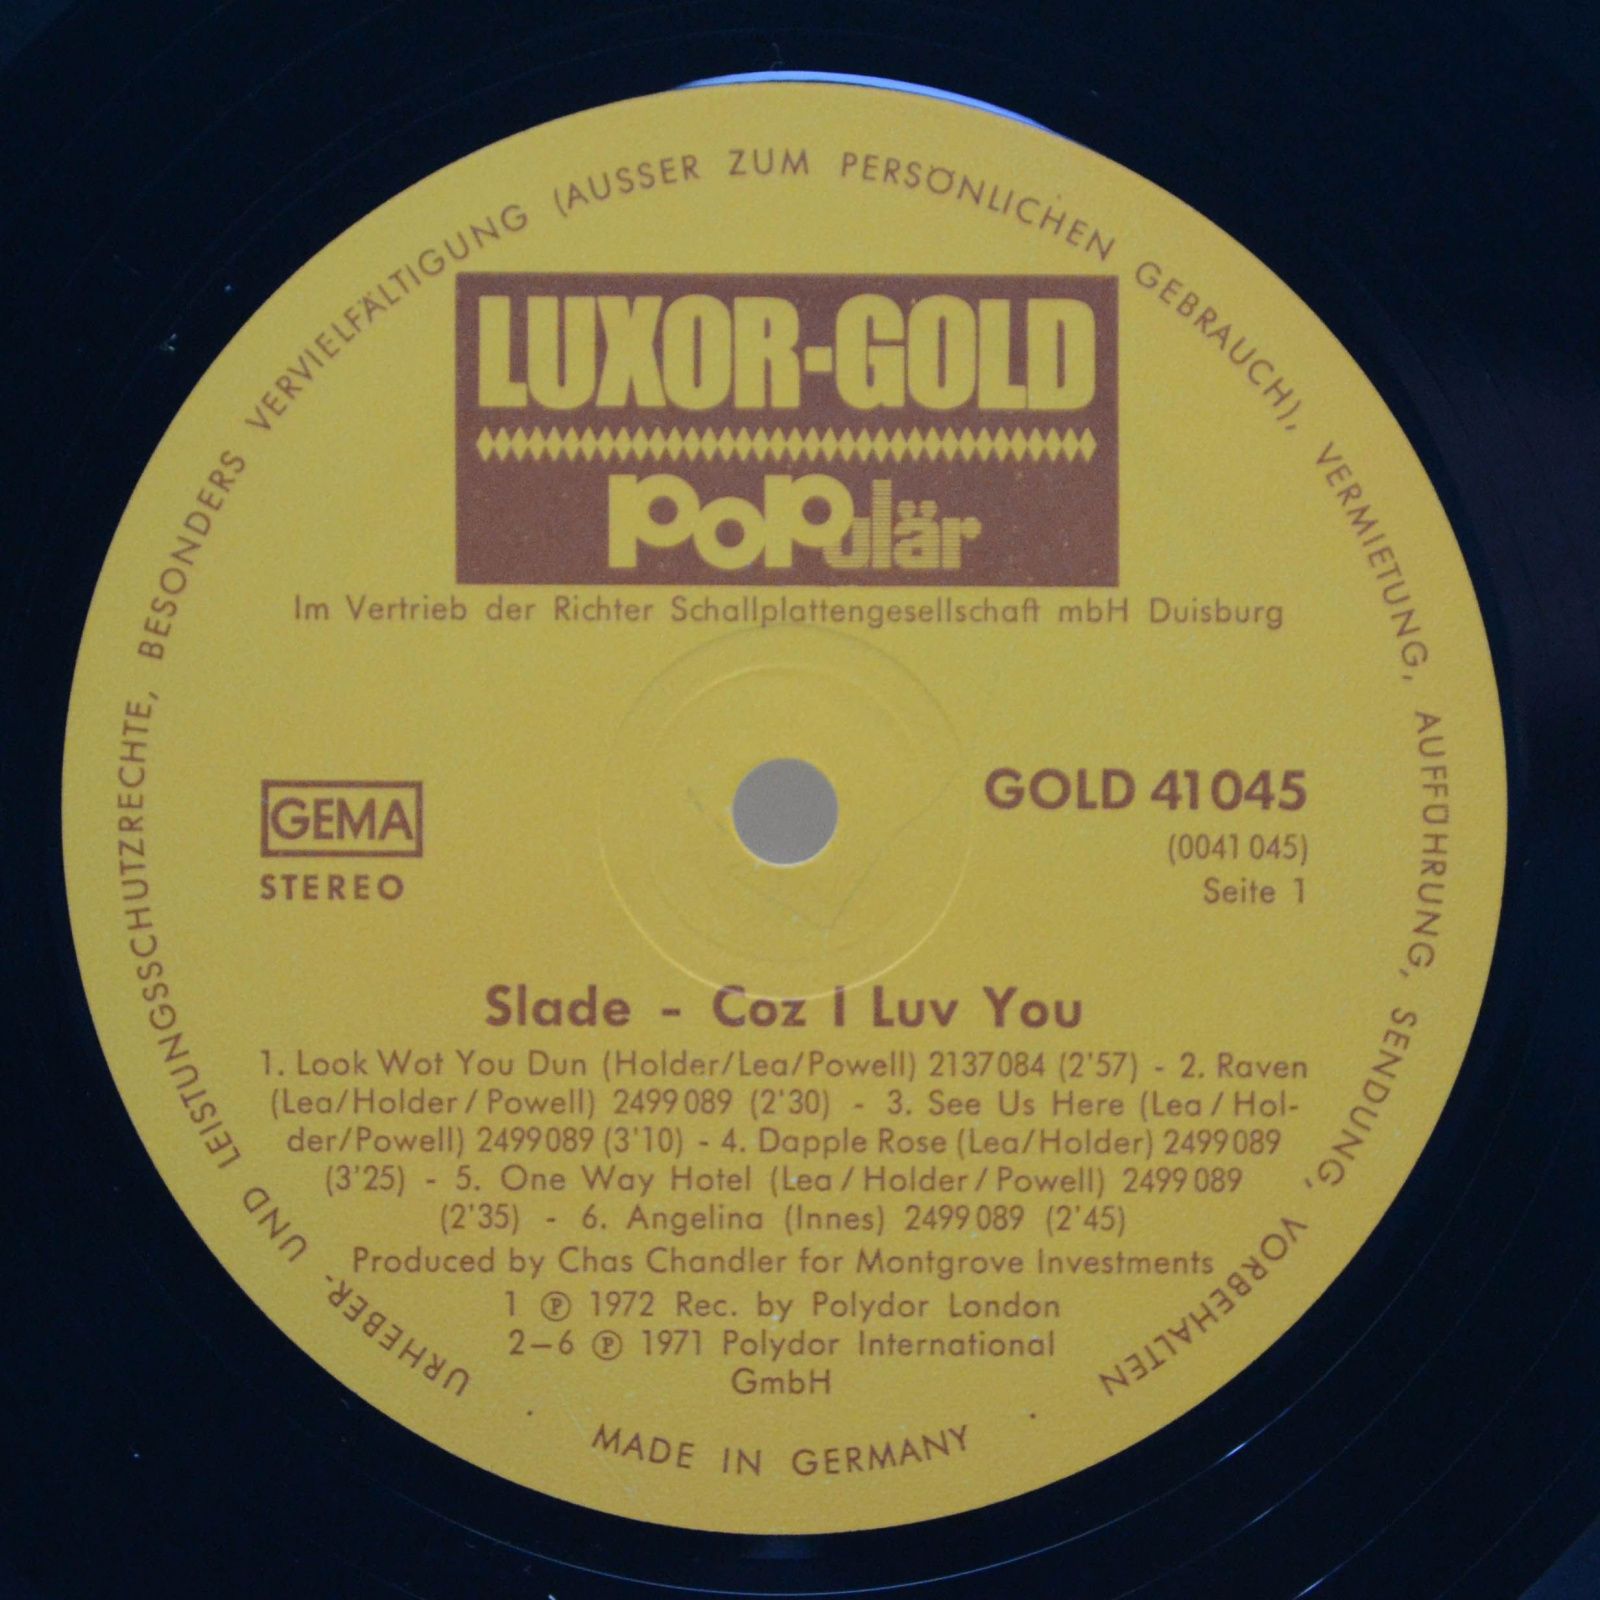 URHEBER- UND LEISTUNGSSCHUTZRECHTE, BESONDERS VERVIELFÄLTIGUNG (AUSSER ZUM PERSÖNLICHEN GEBRAUCH), VERMIETUNG, AUFFÜHRUNG, SENDUNG, VORBEHALTEN
LUXOR-GOLD
POPulär
Im Vertrieb der Richter Schallplattengesellschaft mbH Duisburg
GEMA
STEREO
GOLD 41045
(0041 045)
Seite 1
Slade - Coz I Luv You
1. Look Wot You Dun (Holder/Lea/Powell) 2137084 (2'57) - 2. Raven
(Lea/Holder / Powell) 2499089 (2'30) - 3. See Us Here (Lea / Hol-
der/Powell) 2499089 (3'10) - 4. Dapple Rose (Lea/Holder) 2499089
(3'25) - 5. One Way Hotel (Lea / Holder / Powell) 2499089
(2'35) - 6. Angelina (Innes) 2499089 (2'45)
Produced by Chas Chandler for Montgrove Investments
1 ℗ 1972 Rec. by Polydor London
2–6 ℗ 1971 Polydor International
GmbH
· MADE IN GERMANY ·